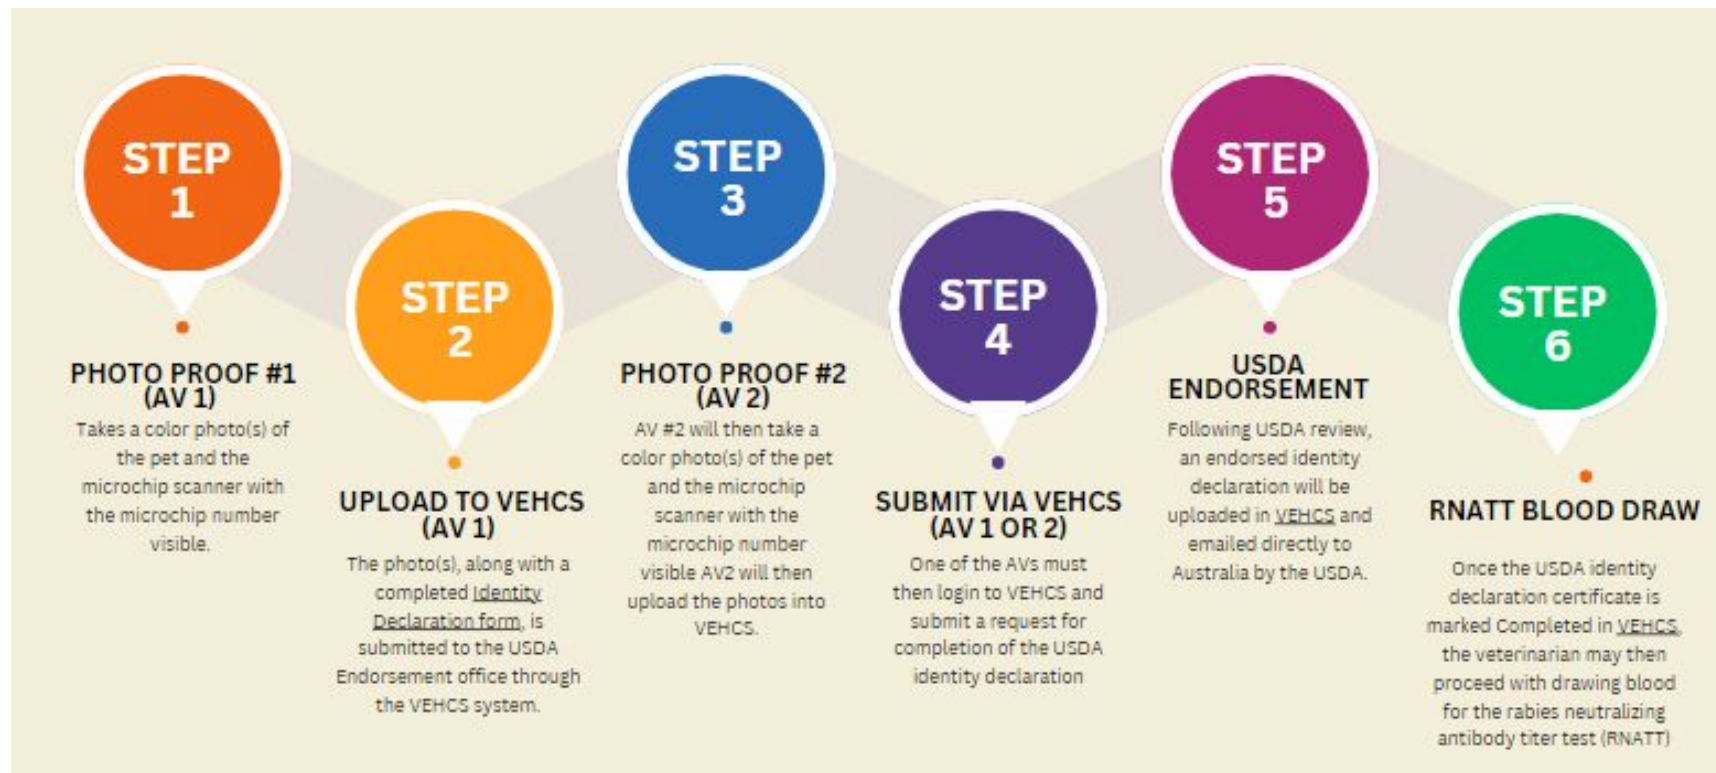 STEP
1
PHOTO PROOF #1
(AV 1)
Takes a color photo(s) of
the pet and the
microchip scanner with
the microchip number
visible.
STEP
2
UPLOAD TO VEHCS
(AV 1)
The photo(s), along with a
completed Identity
Declaration form, is
submitted to the USDA
Endorsement office through
the VEHCS system.
STEP
3
PHOTO PROOF #2
(AV 2)
AV #2 will then take a
color photo(s) of the pet
and the microchip
scanner with the
microchip number
visible AV2 will then
upload the photos into
VEHCS.
STEP
4
SUBMIT VIA VEHCS
(AV 1 OR 2)
One of the AVs must
then login to VEHCS and
submit a request for
completion of the USDA
identity declaration
STEP
5
USDA
ENDORSEMENT
Following USDA review,
an endorsed identity
declaration will be
uploaded in VEHCS and
emailed directly to
Australia by the USDA.
STEP
6
RNATT BLOOD DRAW
Once the USDA identity
declaration certificate is
marked Completed in VEHCS,
the veterinarian may then
proceed with drawing blood
for the rabies neutralizing
antibody titer test (RNATT)